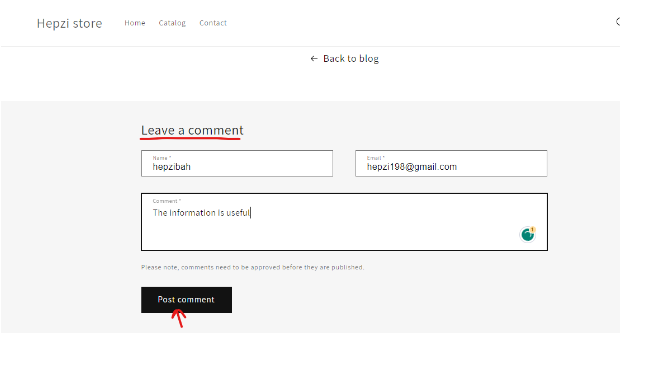 Hepzi store Home Catalog Contact
← Back to blog
Leave a comment
Name * Email *
hepzibah hepzi198@gmail.com
Comment *
The Information is useful
1
Please note, comments need to be approved before they are published.
Post comment